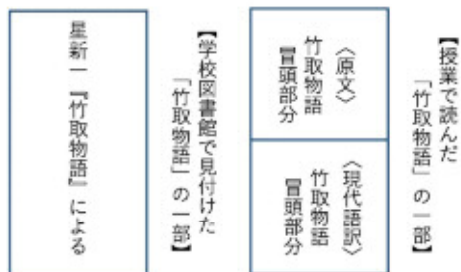 【授業で読んだ
「竹取物語」の一部】
〈原文〉
竹取物語
冒頭部分
〈現代語訳〉
竹取物語
冒頭部分
【学校図書館で見付けた
「竹取物語」の一部】
星新一『竹取物語』による